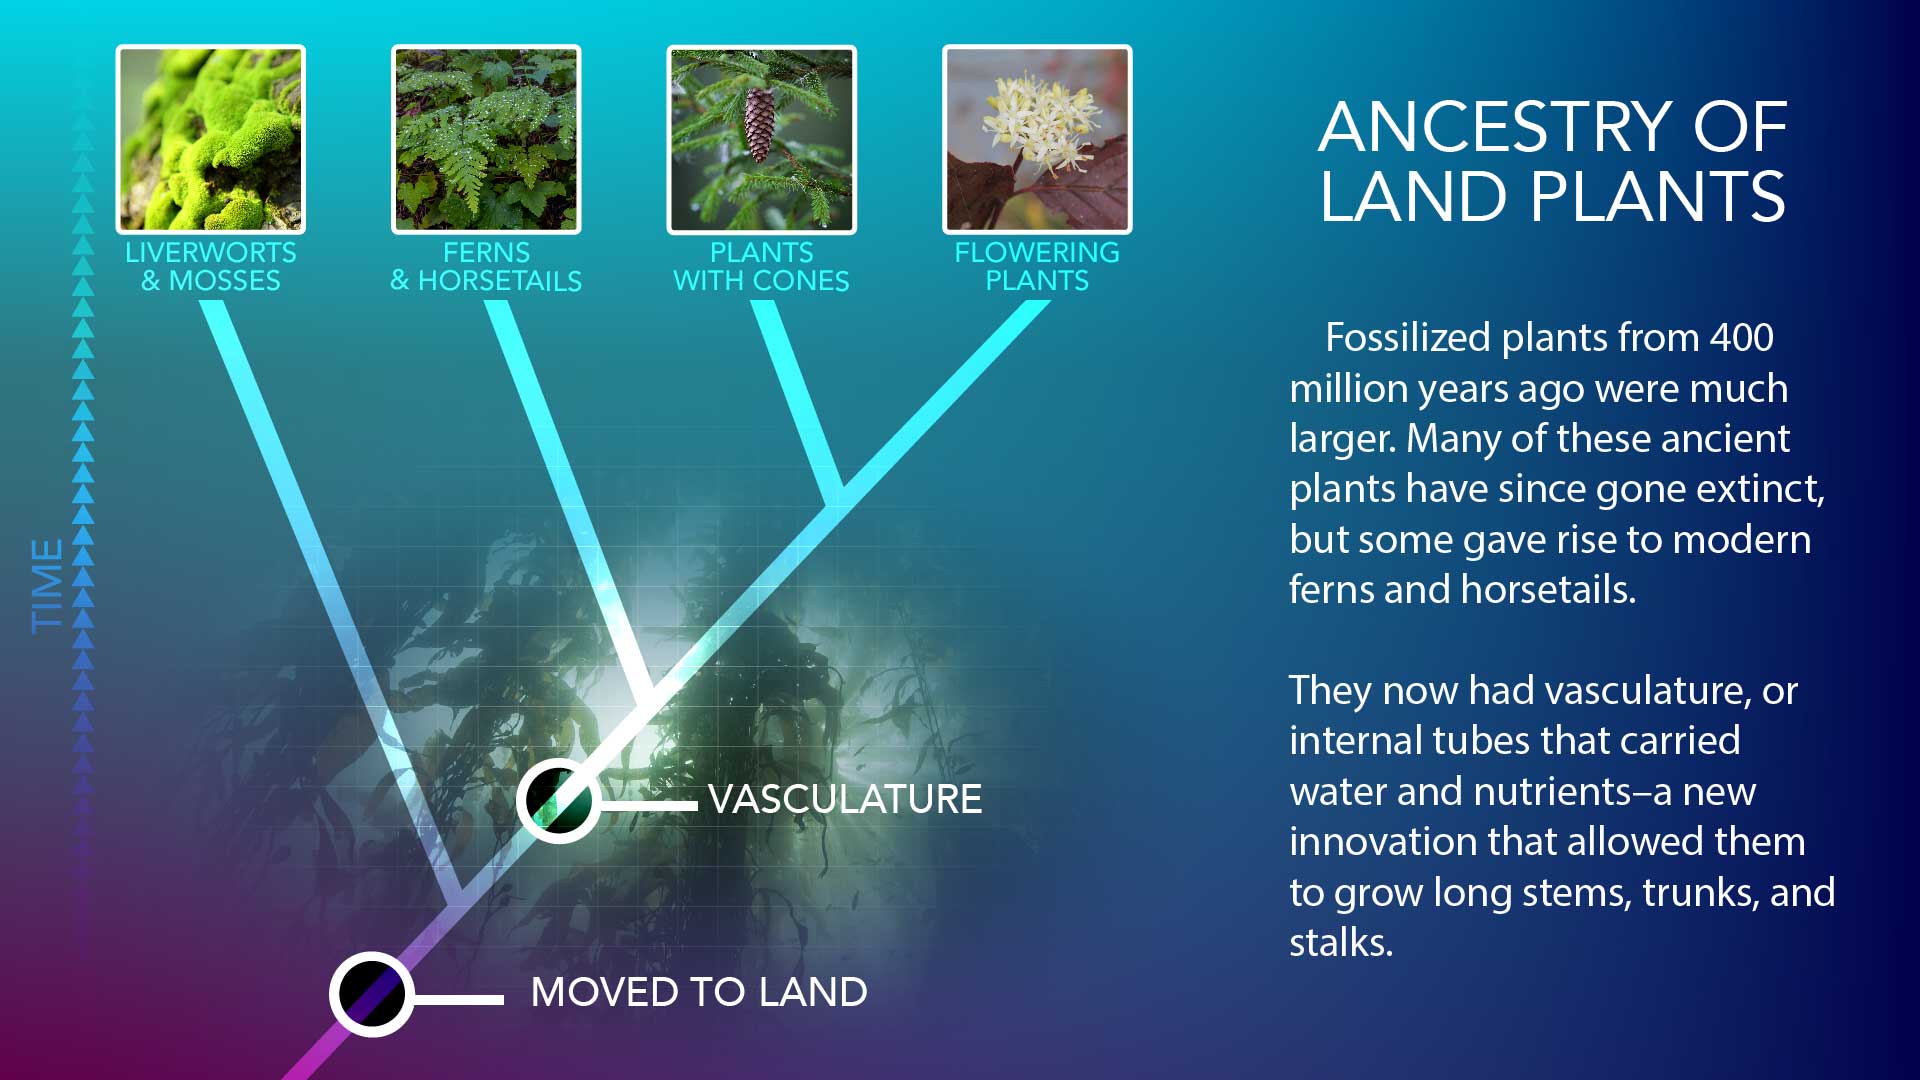 LIVERWORTS
& MOSSES
FERNS
& HORSETAILS
PLANTS
WITH CONES
FLOWERING
PLANTS
TIME
VASCULATURE
MOVED TO LAND
ANCESTRY OF
LAND PLANTS
Fossilized plants from 400
million years ago were much
larger. Many of these ancient
plants have since gone extinct,
but some gave rise to modern
ferns and horsetails.
They now had vasculature, or
internal tubes that carried
water and nutrients–a new
innovation that allowed them
to grow long stems, trunks, and
stalks.